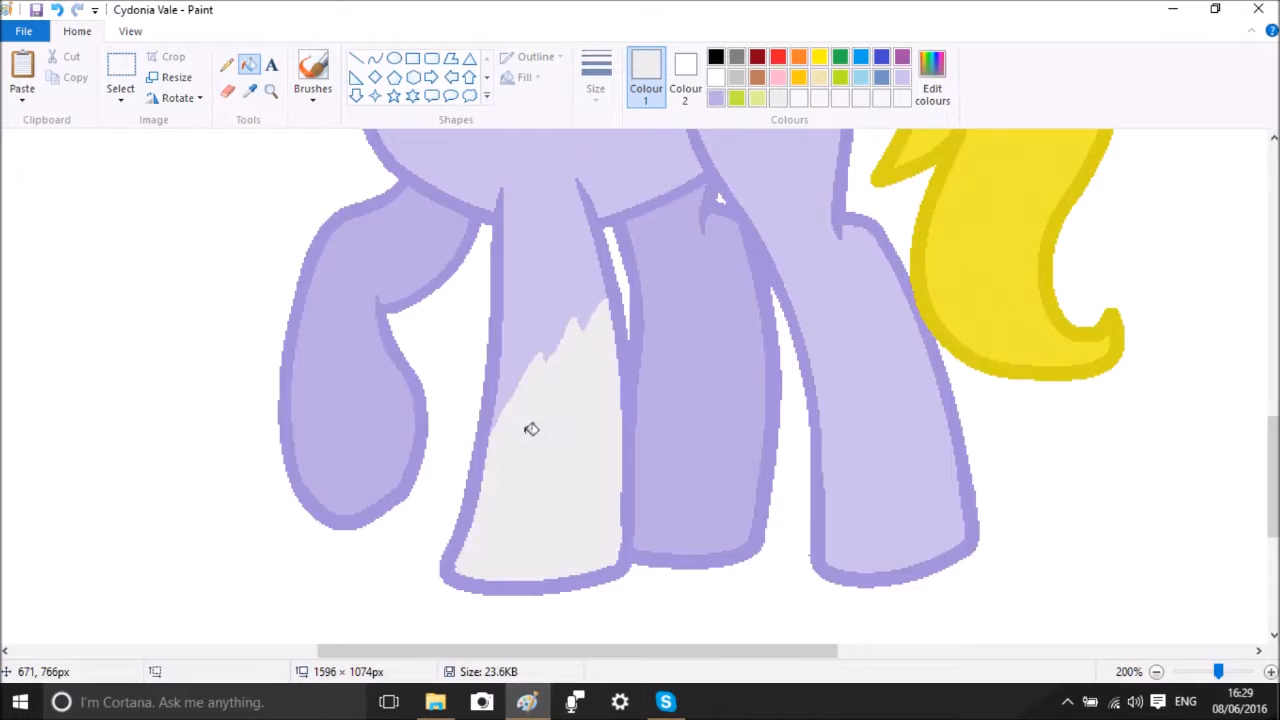 Cydonia Vale - Paint
File Home View
Paste
Cut
Copy
Clipboard
Select
Crop
Resize
Rotate
Image
A
Tools
Brushes
Outline
Fill
Shapes
Size
Colour 1
Colour 2
Edit colours
Colours
671, 766px
1596 × 1074px
Size: 23.6KB
200%
I'm Cortana. Ask me anything.
ENG
16:29
08/06/2016